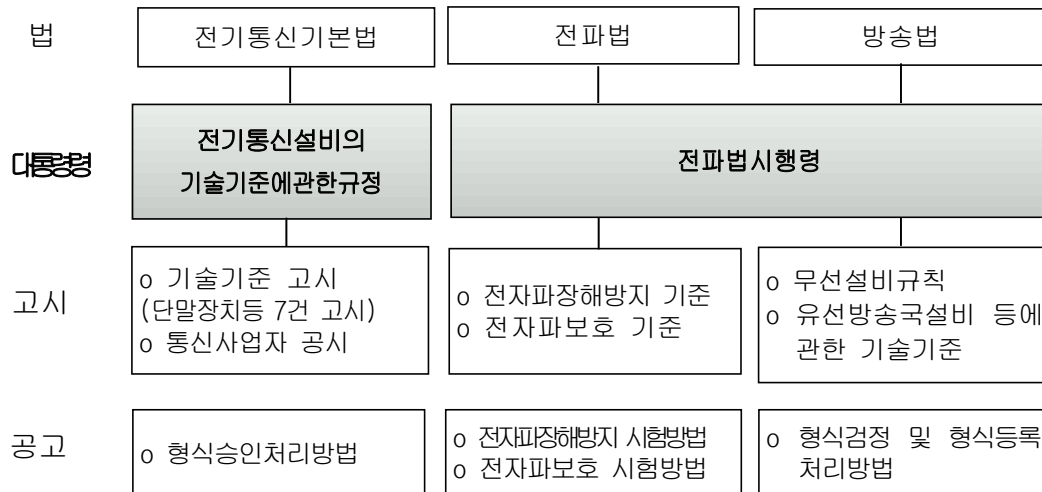 법
전기통신기본법
전파법
방송법
대통령령
전기통신설비의
기술기준에관한규정
전파법시행령
고시
o 기술기준 고시
(단말장치등 7건 고시)
o 통신사업자 공시
o 전자파장해방지 기준
o 전자파보호 기준
o 무선설비규칙
o 유선방송국설비 등에
관한 기술기준
공고
o 형식승인처리방법
o 전자파장해방지 시험방법
o 전자파보호 시험방법
o 형식검정 및 형식등록
처리방법